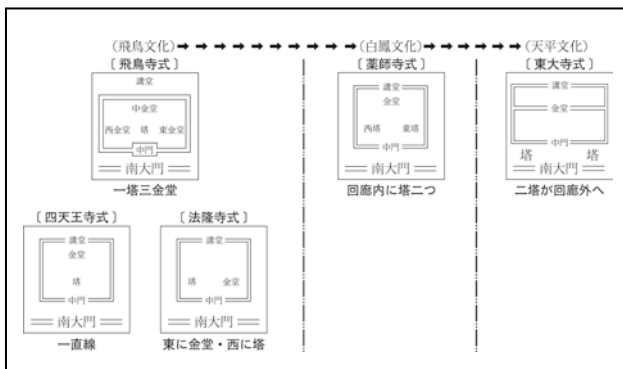 (飛鳥文化)➡➡➡➡➡➡➡➡➡➡➡(白鳳文化)➡➡➡➡➡➡(天平文化)
〔飛鳥寺式〕
講堂
中金堂
西金堂 塔 東金堂
中門
南大門
一塔三金堂
〔薬師寺式〕
講堂
金堂
西塔 東塔
中門
南大門
回廊内に塔二つ
〔東大寺式〕
講堂
金堂
中門
塔 塔
南大門
二塔が回廊外へ
〔四天王寺式〕
講堂
金堂
塔
中門
南大門
一直線
〔法隆寺式〕
講堂
塔 金堂
中門
南大門
東に金堂・西に塔